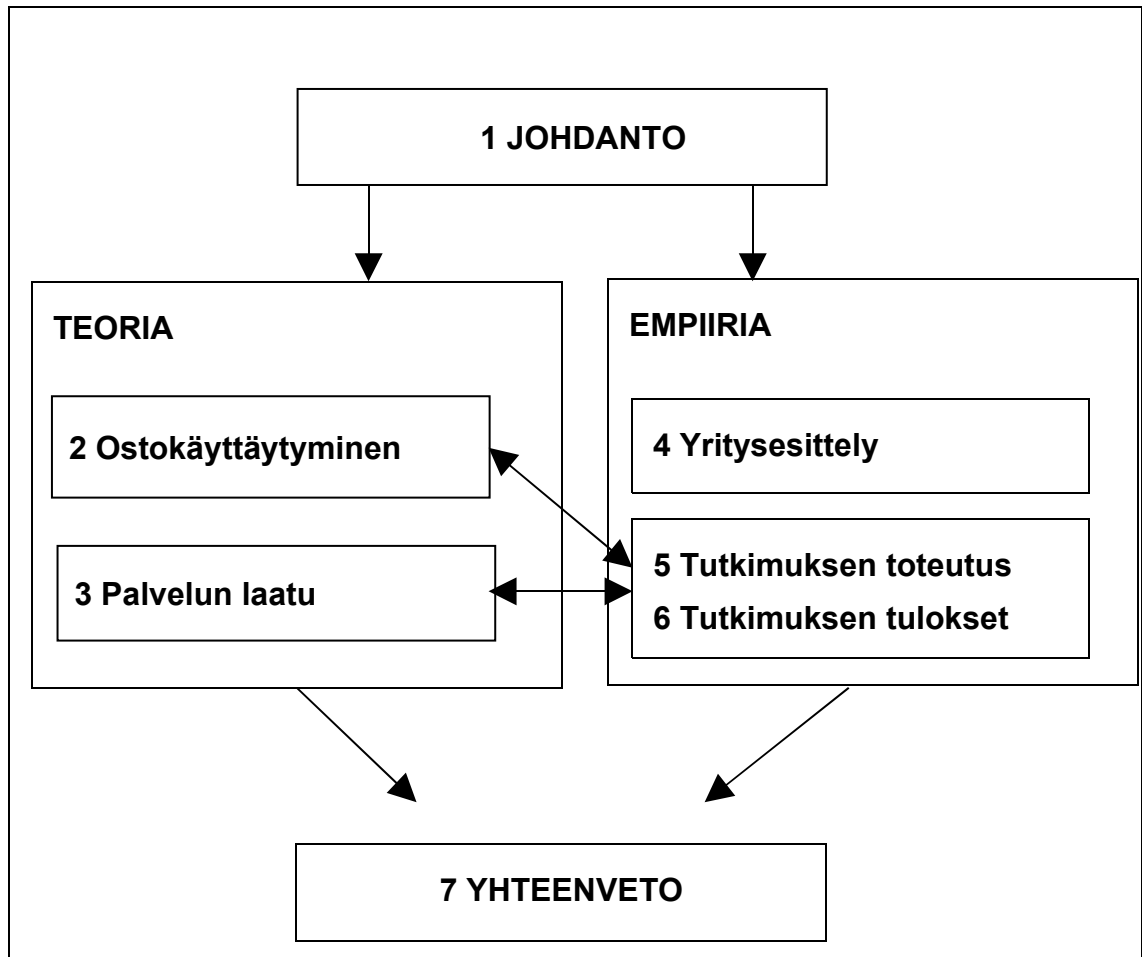 1 JOHDANTO
TEORIA
2 Ostokäyttäytyminen
3 Palvelun laatu
EMPIIRIA
4 Yritysesittely
5 Tutkimuksen toteutus
6 Tutkimuksen tulokset
7 YHTEENVETO